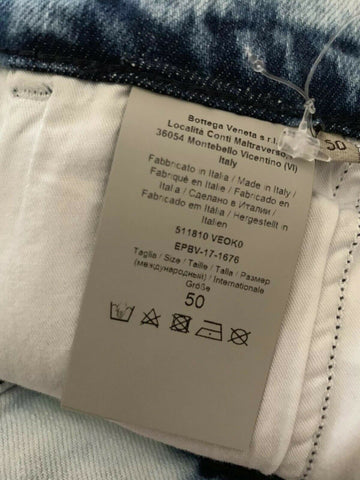 Bottega Veneta s.r.l.
Località Conti Maltraverso,
36054 Montebello Vicentino (VI)
Italy
Fabbricato in Italia / Made in Italy /
Fabriqué en Italie / Fabricado en
Italia / Сделано в Италии /
Fabricado em Itália / Hergestellt in
Italien
511810 VEOK0
EPBV-17-1676
Taglia / Size / Taille / Talla / Размер
(международный) / Internationale
Größe
50
50